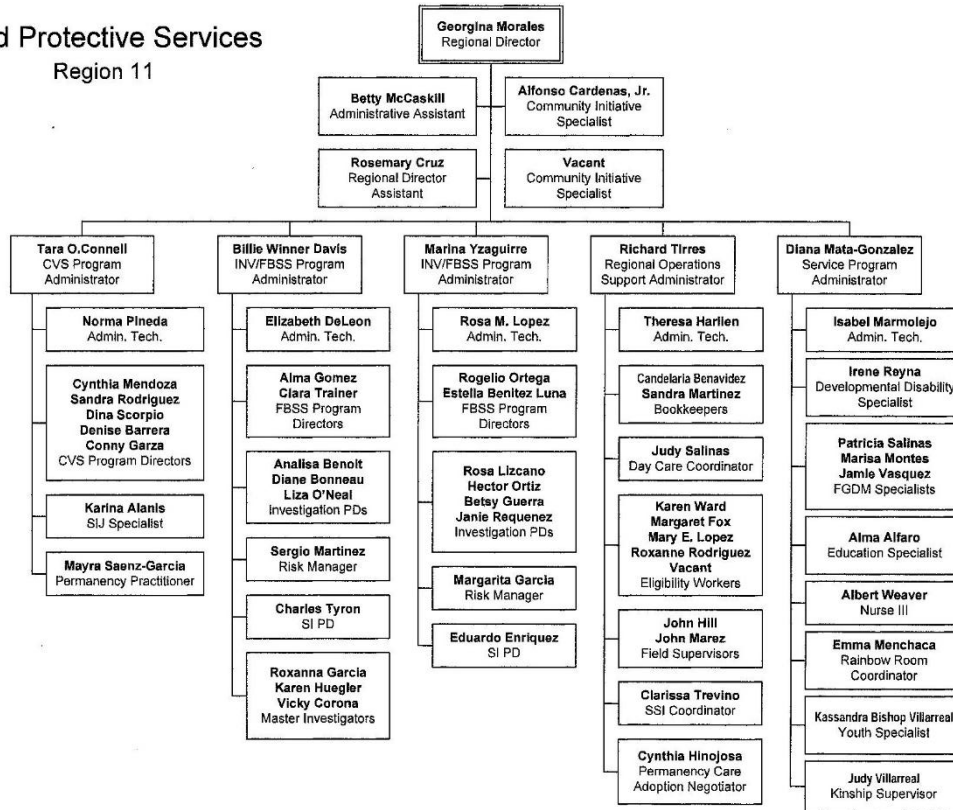 d Protective Services
Region 11
Georgina Morales
Regional Director
Betty McCaskill
Administrative Assistant
Alfonso Cardenas, Jr.
Community Initiative
Specialist
Rosemary Cruz
Regional Director
Assistant
Vacant
Community Initiative
Specialist
Tara O.Connell
CVS Program
Administrator
Norma Pineda
Admin. Tech.
Cynthia Mendoza
Sandra Rodriguez
Dina Scorpio
Denise Barrera
Conny Garza
CVS Program Directors
Karina Alanis
SIJ Specialist
Mayra Saenz-Garcia
Permanency Practitioner
Billie Winner Davis
INV/FBSS Program
Administrator
Elizabeth DeLeon
Admin. Tech.
Alma Gomez
Clara Trainer
FBSS Program
Directors
Analisa Benoit
Diane Bonneau
Liza O'Neal
Investigation PDs
Sergio Martinez
Risk Manager
Charles Tyron
SI PD
Roxanna Garcia
Karen Huegler
Vicky Corona
Master Investigators
Marina Yzaguirre
INV/FBSS Program
Administrator
Rosa M. Lopez
Admin. Tech.
Rogelio Ortega
Estella Benitez Luna
FBSS Program
Directors
Rosa Lizcano
Hector Ortiz
Betsy Guerra
Janie Requenez
Investigation PDs
Margarita Garcia
Risk Manager
Eduardo Enriquez
SI PD
Richard Tirres
Regional Operations
Support Administrator
Theresa Harlien
Admin. Tech.
Candelaria Benavidez
Sandra Martinez
Bookkeepers
Judy Salinas
Day Care Coordinator
Karen Ward
Margaret Fox
Mary E. Lopez
Roxanne Rodriguez
Vacant
Eligibility Workers
John Hill
John Marez
Field Supervisors
Clarissa Trevino
SSI Coordinator
Cynthia Hinojosa
Permanency Care
Adoption Negotiator
Diana Mata-Gonzalez
Service Program
Administrator
Isabel Marmolejo
Admin. Tech.
Irene Reyna
Developmental Disability
Specialist
Patricia Salinas
Marisa Montes
Jamie Vasquez
FGDM Specialists
Alma Alfaro
Education Specialist
Albert Weaver
Nurse III
Emma Menchaca
Rainbow Room
Coordinator
Kassandra Bishop Villarreal
Youth Specialist
Judy Villarreal
Kinship Supervisor